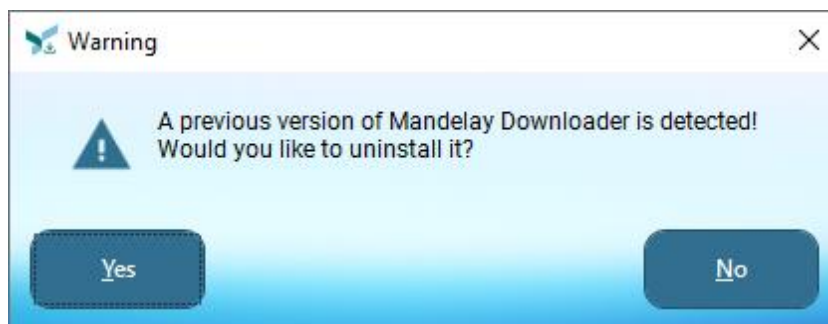 Warning
A previous version of Mandelay Downloader is detected!
Would you like to uninstall it?
Yes
No